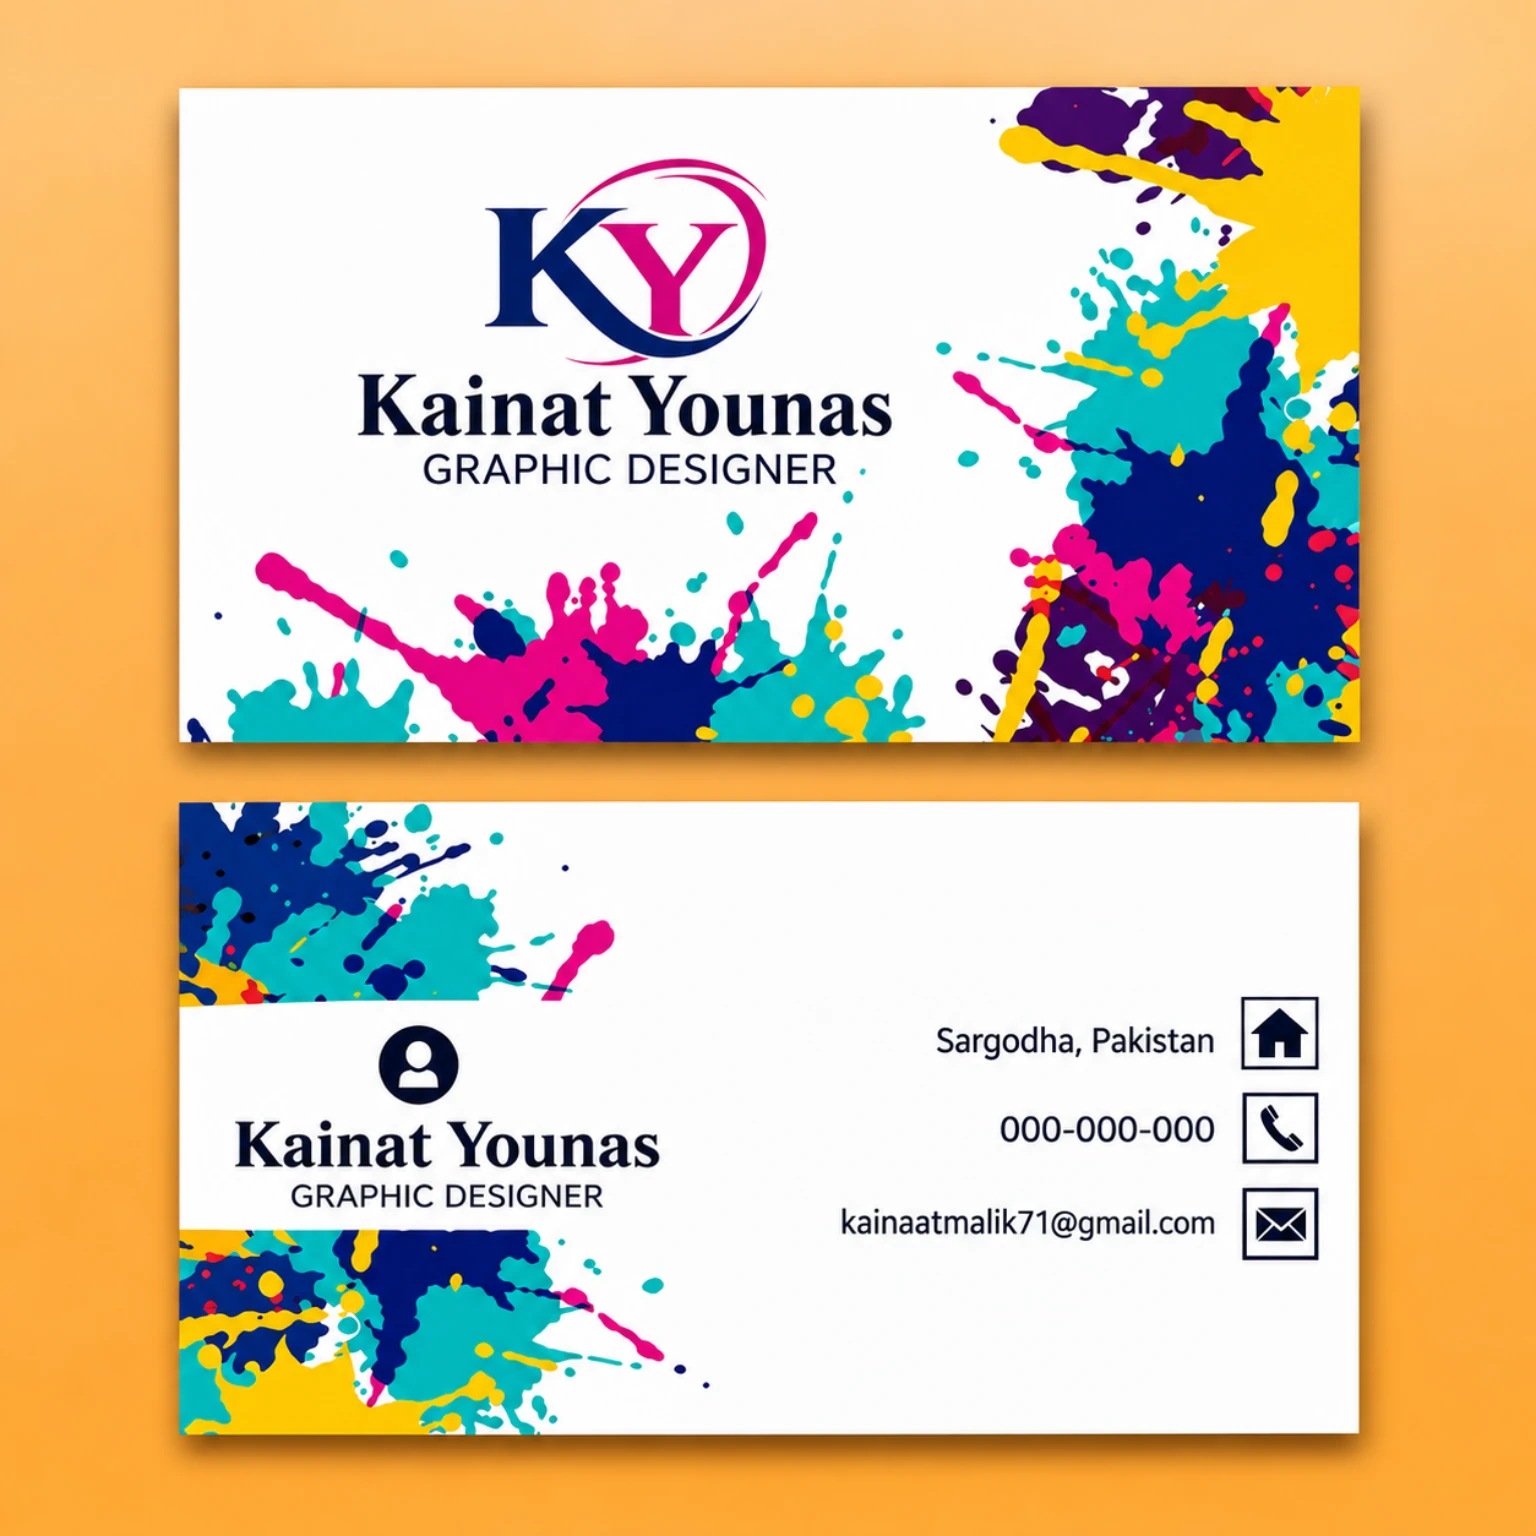 KY
Kainat Younas
GRAPHIC DESIGNER
Kainat Younas
GRAPHIC DESIGNER
Sargodha, Pakistan
000-000-000
kainaatmalik71@gmail.com